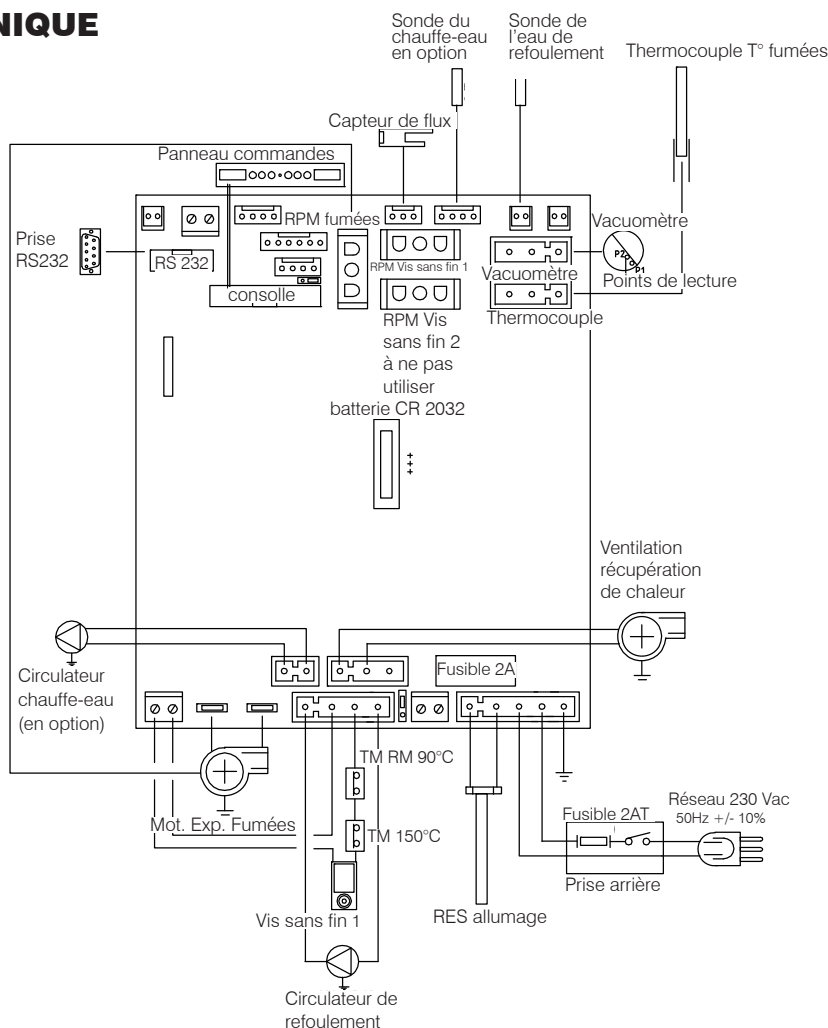 NIQUE
Sonde du
chauffe-eau
en option
Sonde de
l'eau de
refoulement
Thermocouple T° fumées
Capteur de flux
Panneau commandes
Prise
RS232
RS 232
RPM fumées
RPM Vis sans fin 1
Vacuomètre
Vacuomètre
P2
P1
Points de lecture
consolle
RPM Vis
sans fin 2
à ne pas
utiliser
Thermocouple
batterie CR 2032
+++
Ventilation
récupération
de chaleur
Circulateur
chauffe-eau
(en option)
Fusible 2A
TM RM 90°C
Mot. Exp. Fumées
TM 150°C
Fusible 2AT
Réseau 230 Vac
50Hz +/- 10%
Prise arrière
Vis sans fin 1
RES allumage
Circulateur de
refoulement